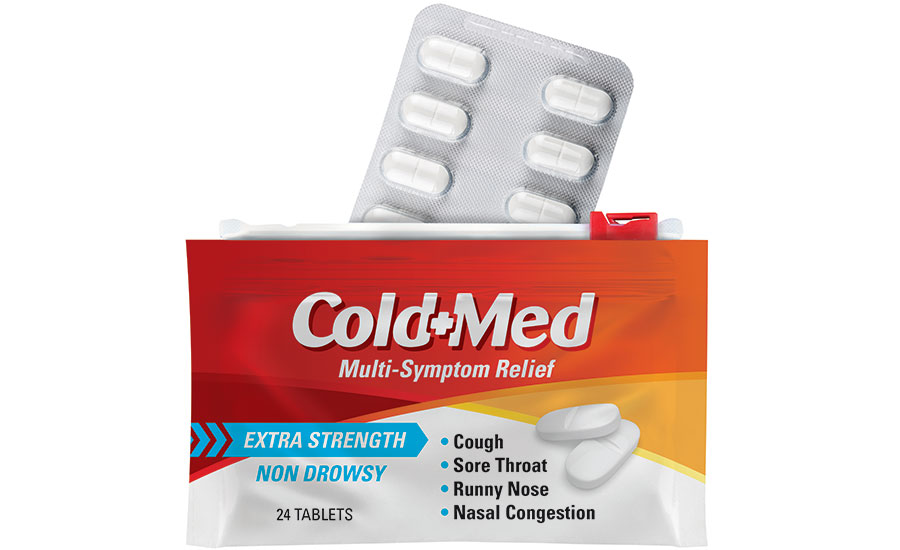 Cold+Med
Multi-Symptom Relief
EXTRA STRENGTH
NON DROWSY
24 TABLETS
• Cough
• Sore Throat
• Runny Nose
• Nasal Congestion